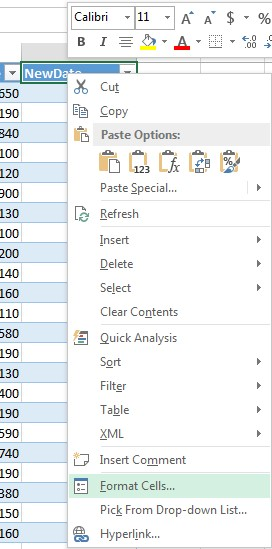 Calibri 11 A A $ %
B I A .00
NewDate
650
190
840
100
120
900
130
100
200
140
160
110
580
190
130
400
190
590
740
190
380
150
160
Cut
Copy
Paste Options:
123 fx %
Paste Special...
Refresh
Insert
Delete
Select
Clear Contents
Quick Analysis
Sort
Filter
Table
XML
Insert Comment
Format Cells...
Pick From Drop-down List...
Hyperlink...